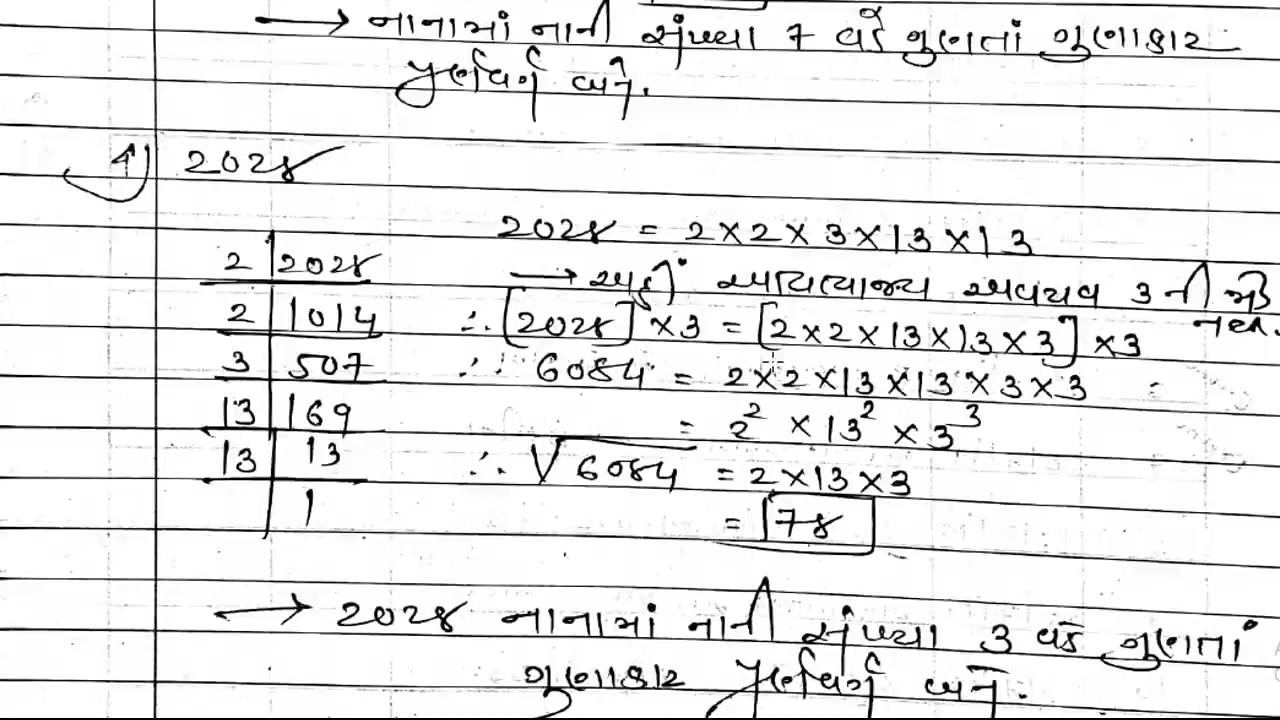 → નાનામાં નાની સંખ્યા 7 વડે ગુણતાં ગુણાકાર
પુર્ણવર્ગ બને.
4) 2028
2028 = 2×2×3×13×13
2 | 2028
→ અહીં અવિભાજ્ય અવયવ 3 ની જોડ નથી.
2 | 1014
∴ [2028] ×3 = [2×2×13×13×3] ×3
3 | 507
∴ 6084 = 2×2×13×13×3×3
13 | 169
= 2² ×13² ×3³
13 | 13
∴ √6084 = 2×13×3
1
= 78
→ 2028 નાનામાં નાની સંખ્યા 3 વડે ગુણતાં
ગુણાકાર પુર્ણવર્ગ બને.